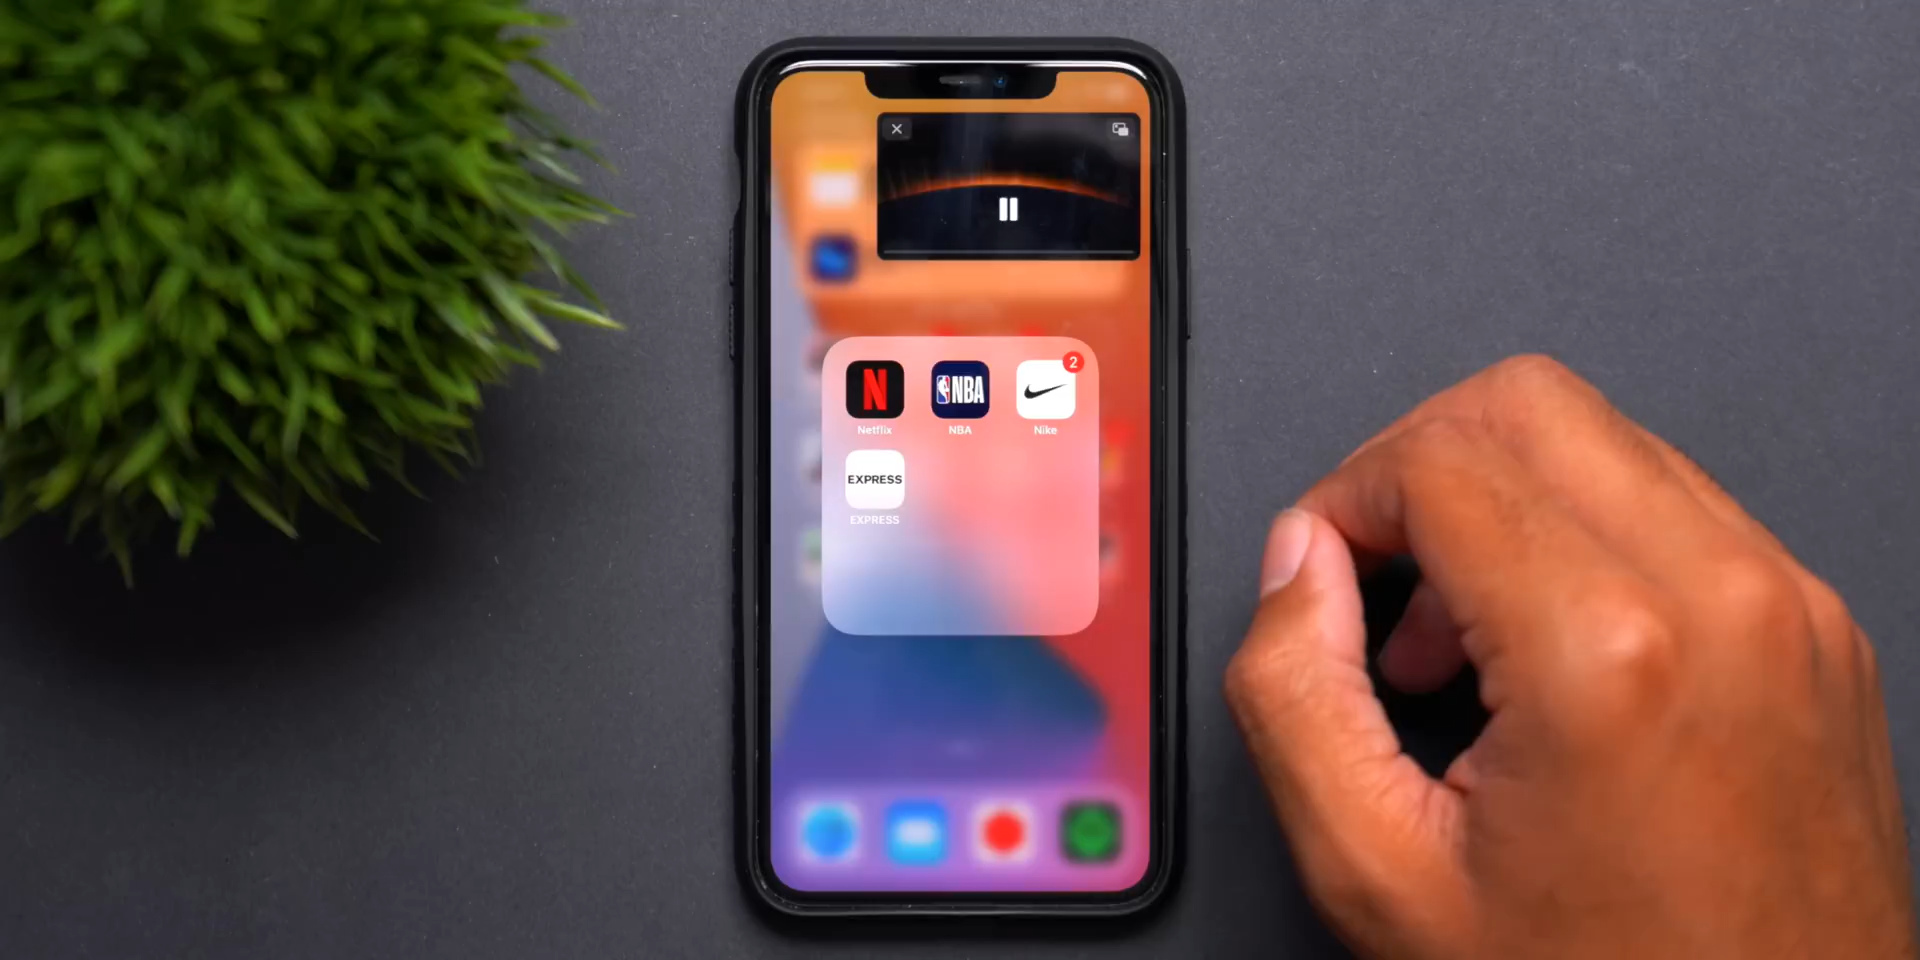 N
NBA
2
Netflix
NBA
Nike
EXPRESS
EXPRESS